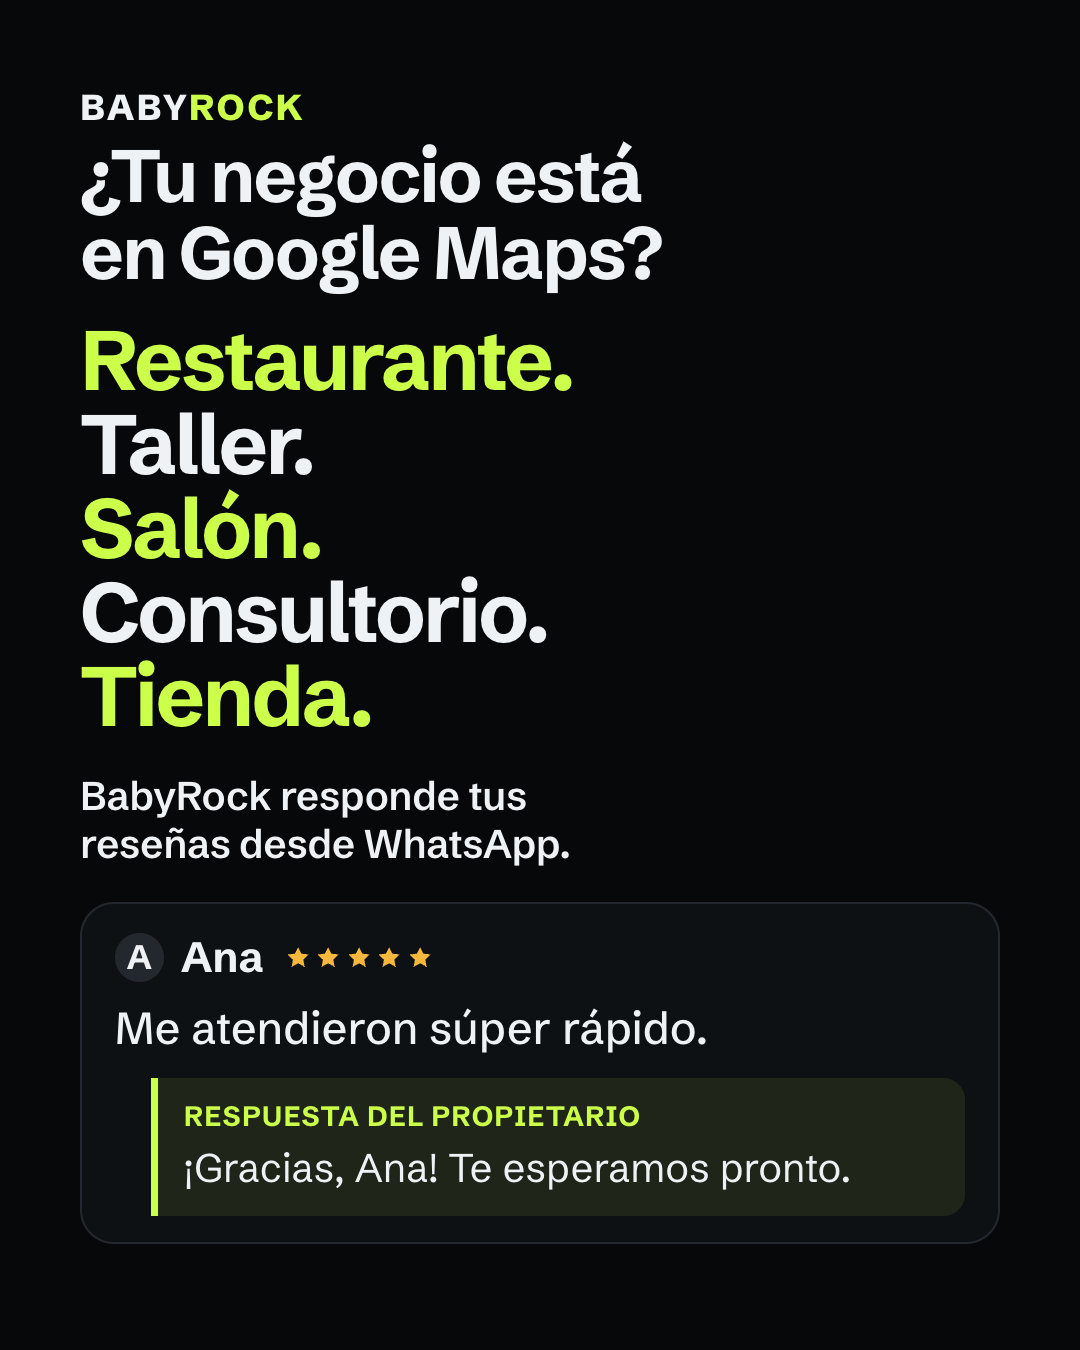 BABYROCK
¿Tu negocio está
en Google Maps?
Restaurante.
Taller.
Salón.
Consultorio.
Tienda.
BabyRock responde tus
reseñas desde WhatsApp.
A Ana
Me atendieron súper rápido.
RESPUESTA DEL PROPIETARIO
¡Gracias, Ana! Te esperamos pronto.